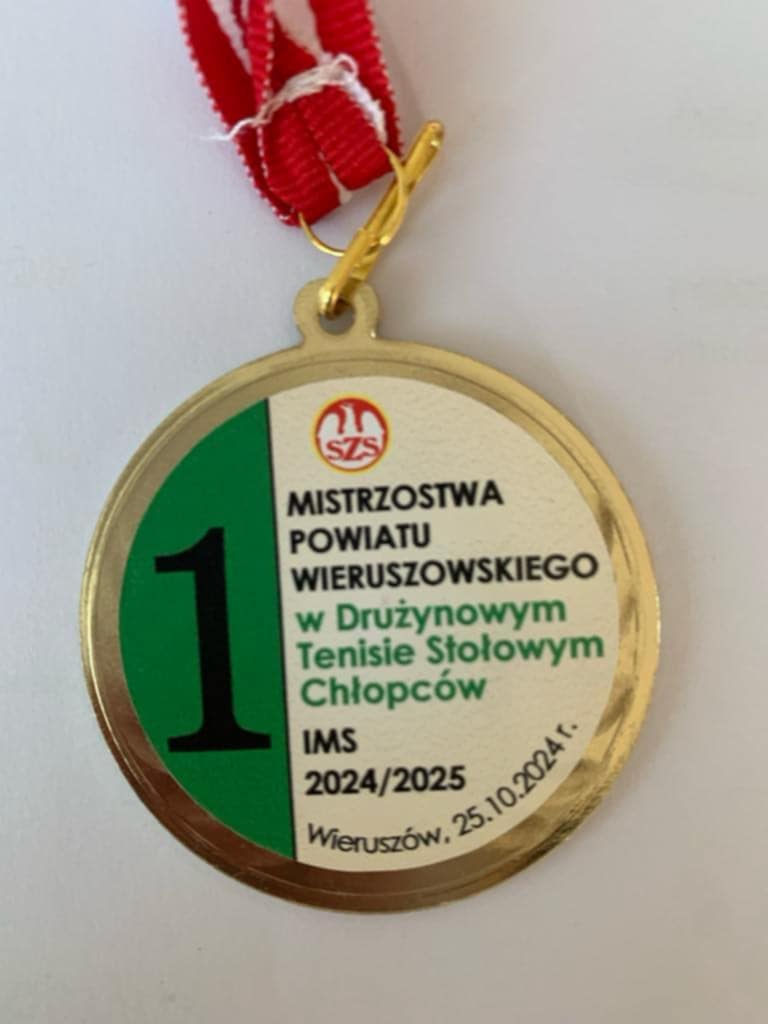 SZS
1
MISTRZOSTWA
POWIATU
WIERUSZOWSKIEGO
w Drużynowym
Tenisie Stołowym
Chłopców
IMS
2024/2025
Wieruszów, 25.10.2024 r.